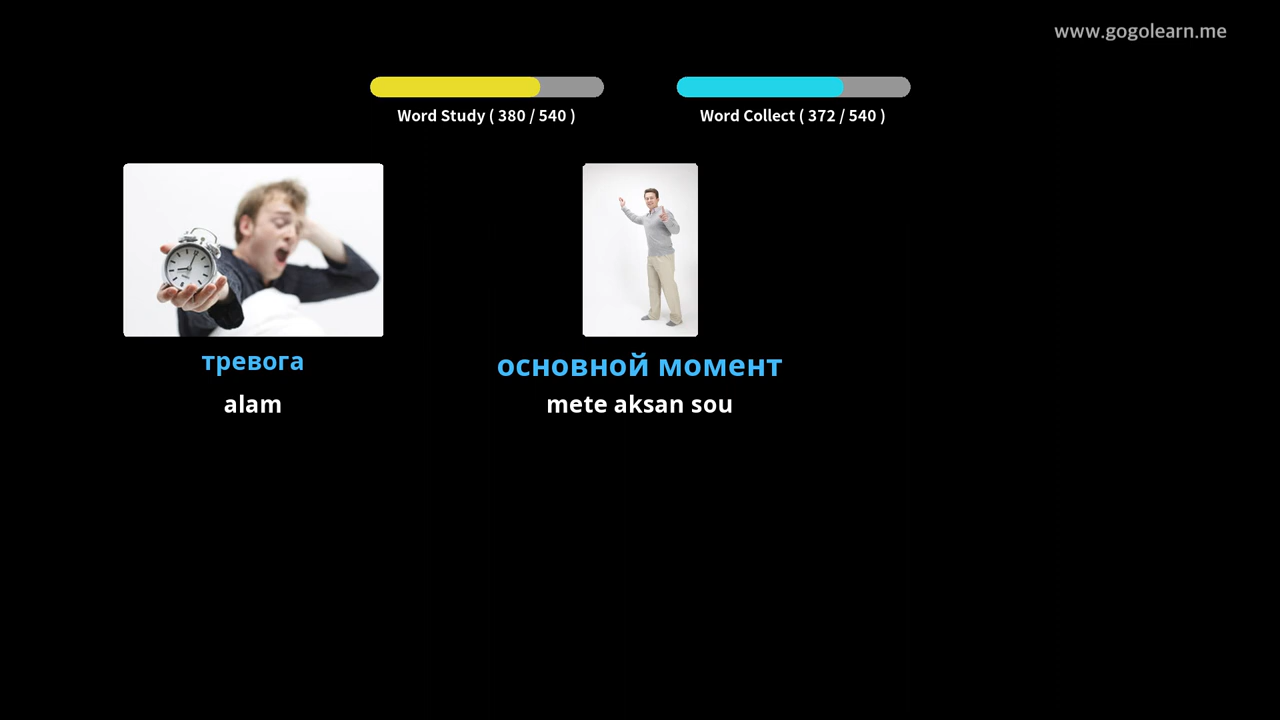 www.gogolearn.me
Word Study ( 380 / 540 )
Word Collect ( 372 / 540 )
тревога
alam
основной момент
mete aksan sou